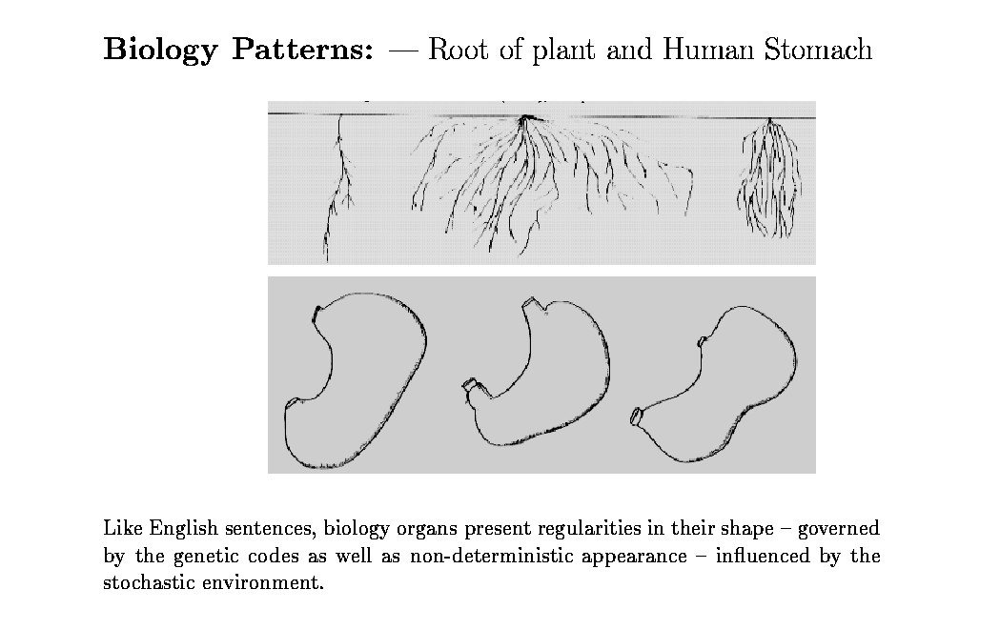 Biology Patterns: — Root of plant and Human Stomach
Like English sentences, biology organs present regularities in their shape – governed
by the genetic codes as well as non-deterministic appearance – influenced by the
stochastic environment.